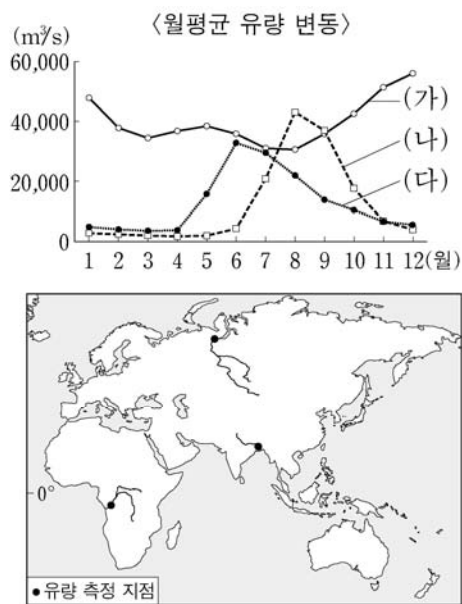 〈월평균 유량 변동〉
(m³/s)
60,000
40,000
20,000
0
(가)
(나)
(다)
1 2 3 4 5 6 7 8 9 10 11 12(월)
0°
● 유량 측정 지점